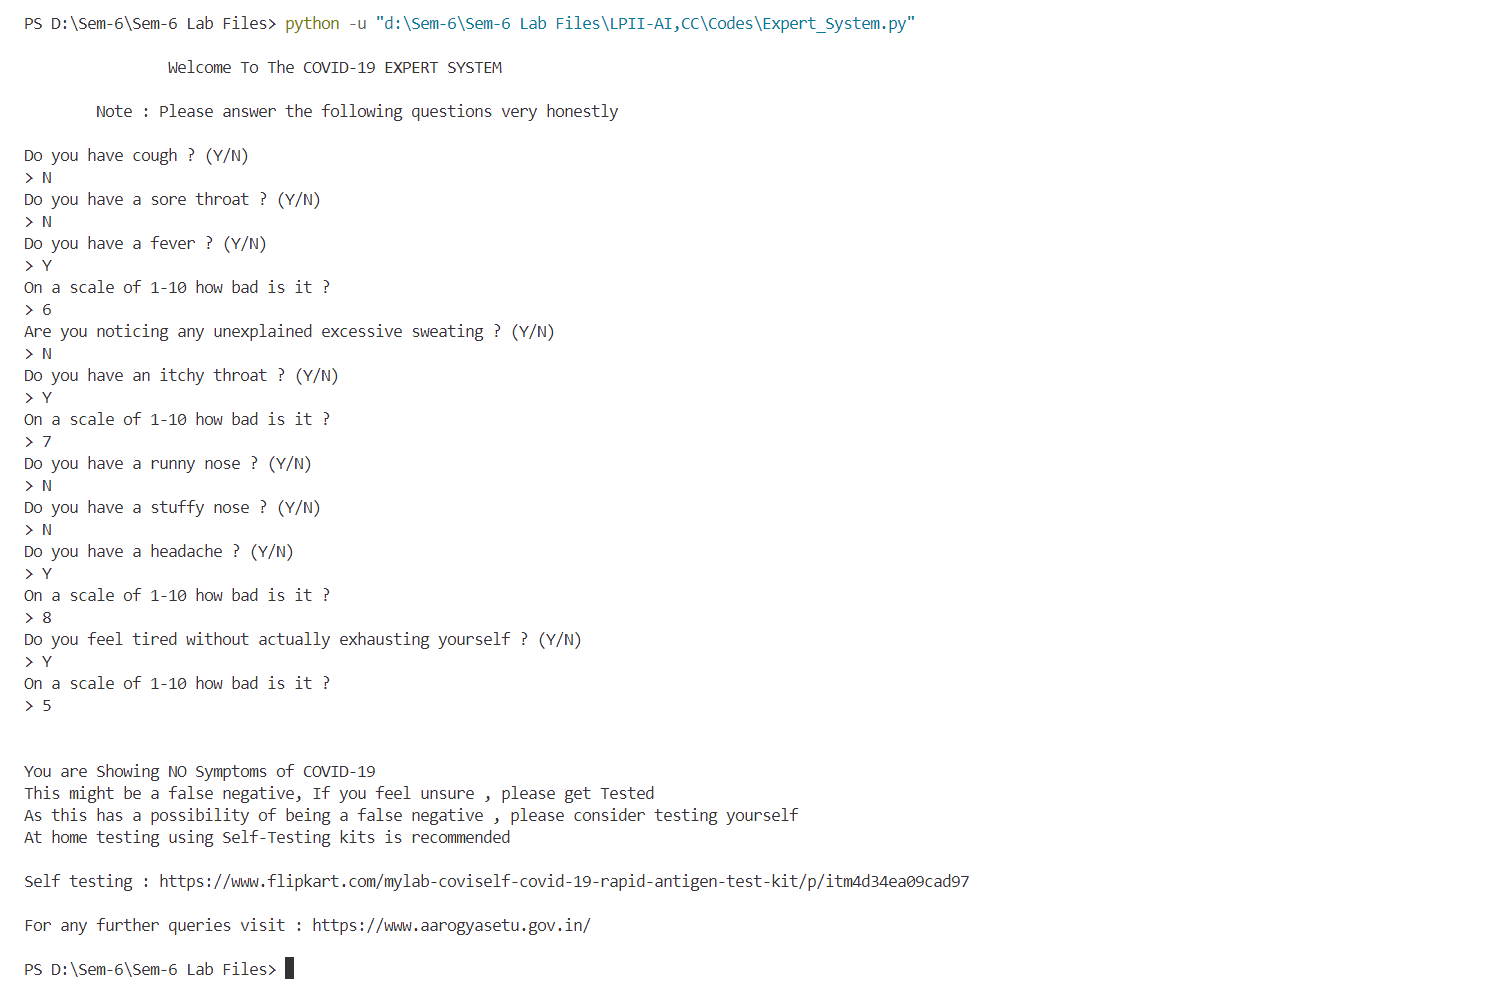 PS D:\Sem-6\Sem-6 Lab Files> python -u "d:\Sem-6\Sem-6 Lab Files\LPII-AI,CC\Codes\Expert_System.py"
Welcome To The COVID-19 EXPERT SYSTEM
Note : Please answer the following questions very honestly
Do you have cough ? (Y/N)
> N
Do you have a sore throat ? (Y/N)
> N
Do you have a fever ? (Y/N)
> Y
On a scale of 1-10 how bad is it ?
> 6
Are you noticing any unexplained excessive sweating ? (Y/N)
> N
Do you have an itchy throat ? (Y/N)
> Y
On a scale of 1-10 how bad is it ?
> 7
Do you have a runny nose ? (Y/N)
> N
Do you have a stuffy nose ? (Y/N)
> N
Do you have a headache ? (Y/N)
> Y
On a scale of 1-10 how bad is it ?
> 8
Do you feel tired without actually exhausting yourself ? (Y/N)
> Y
On a scale of 1-10 how bad is it ?
> 5
You are Showing NO Symptoms of COVID-19
This might be a false negative, If you feel unsure , please get Tested
As this has a possibility of being a false negative , please consider testing yourself
At home testing using Self-Testing kits is recommended
Self testing : https://www.flipkart.com/mylab-coviself-covid-19-rapid-antigen-test-kit/p/itm4d34ea09cad97
For any further queries visit : https://www.aarogyasetu.gov.in/
PS D:\Sem-6\Sem-6 Lab Files>